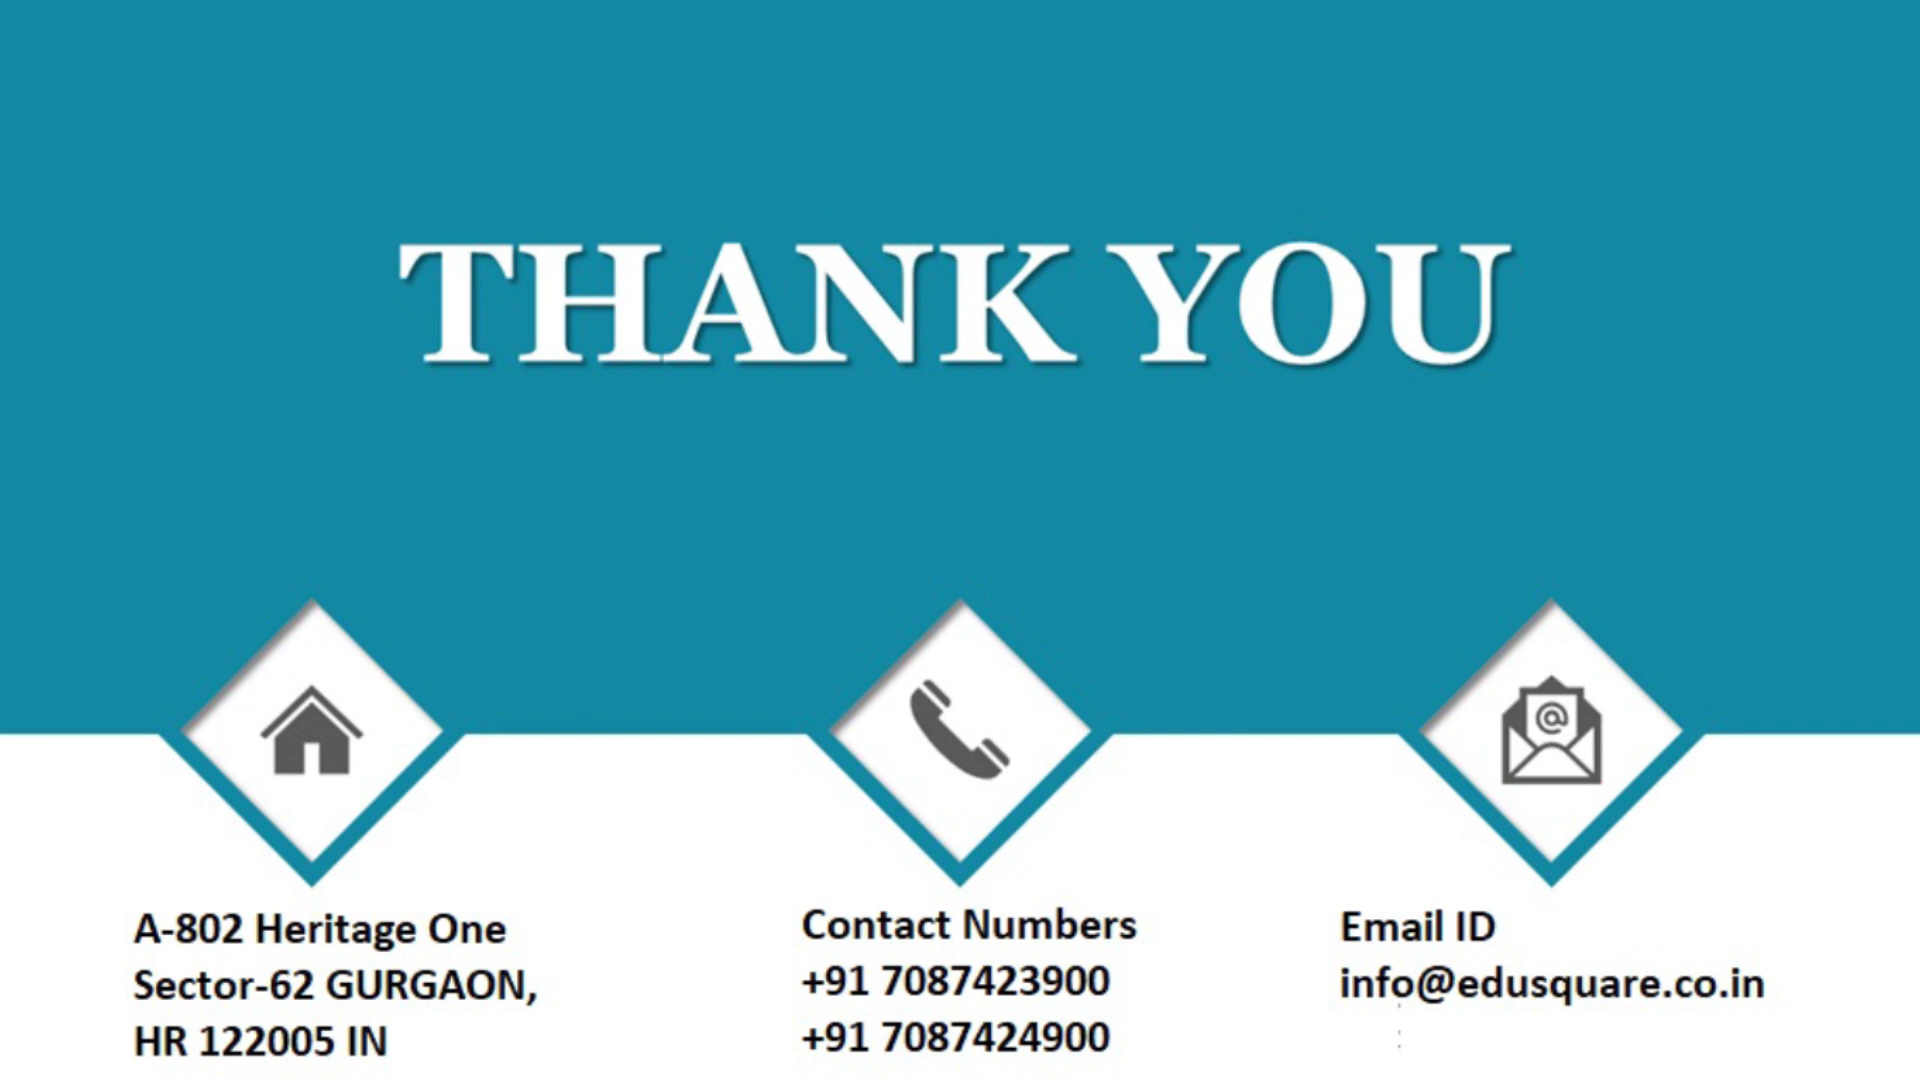 THANK YOU
A-802 Heritage One
Sector-62 GURGAON,
HR 122005 IN
Contact Numbers
+91 7087423900
+91 7087424900
Email ID
info@edusquare.co.in